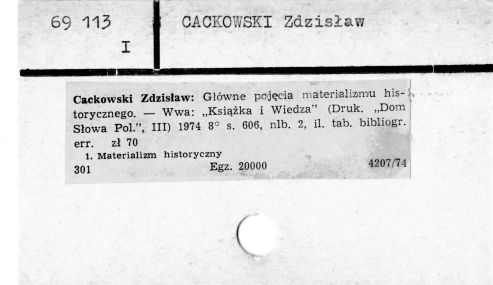 69 113 CACKOWSKI Zdzisław
I
Cackowski Zdzisław: Główne pojęcia materializmu his-
torycznego. — Wwa: „Książka i Wiedza” (Druk. „Dom
Słowa Pol.”, III) 1974 8° s. 606, nlb. 2, il. tab. bibliogr.
err. zł 70
1. Materializm historyczny
301 Egz. 20000 4207/74